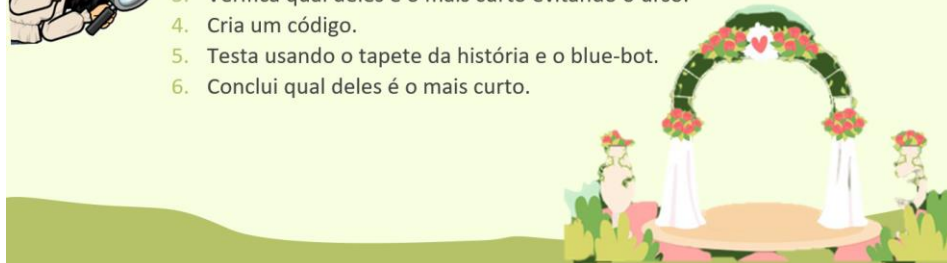 3. Verifica qual deles é o mais curto evitando o arco.
4. Cria um código.
5. Testa usando o tapete da história e o blue-bot.
6. Conclui qual deles é o mais curto.